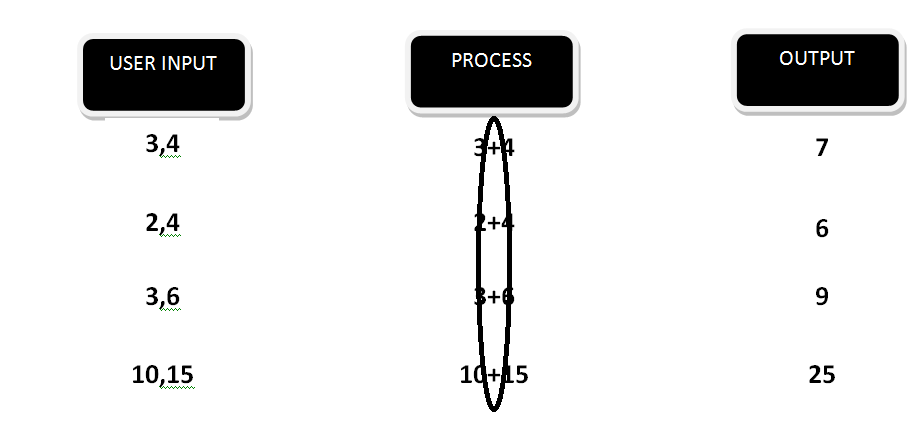 USER INPUT PROCESS OUTPUT
3,4 3+4 7
2,4 2+4 6
3,6 3+6 9
10,15 10+15 25